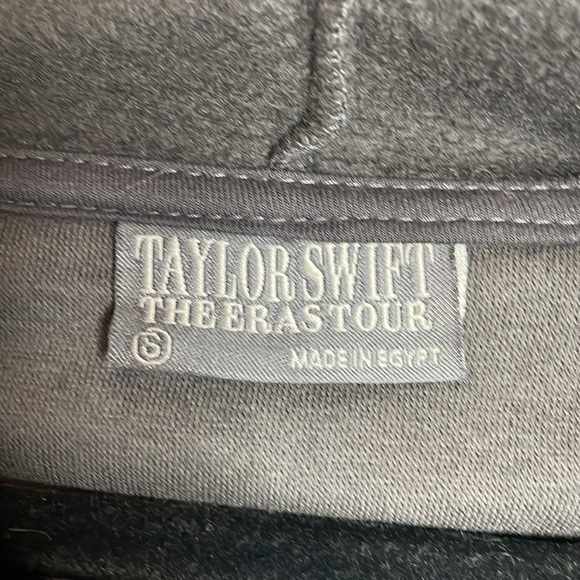 TAYLOR SWIFT
THE ERAS TOUR
S
MADE IN EGYPT